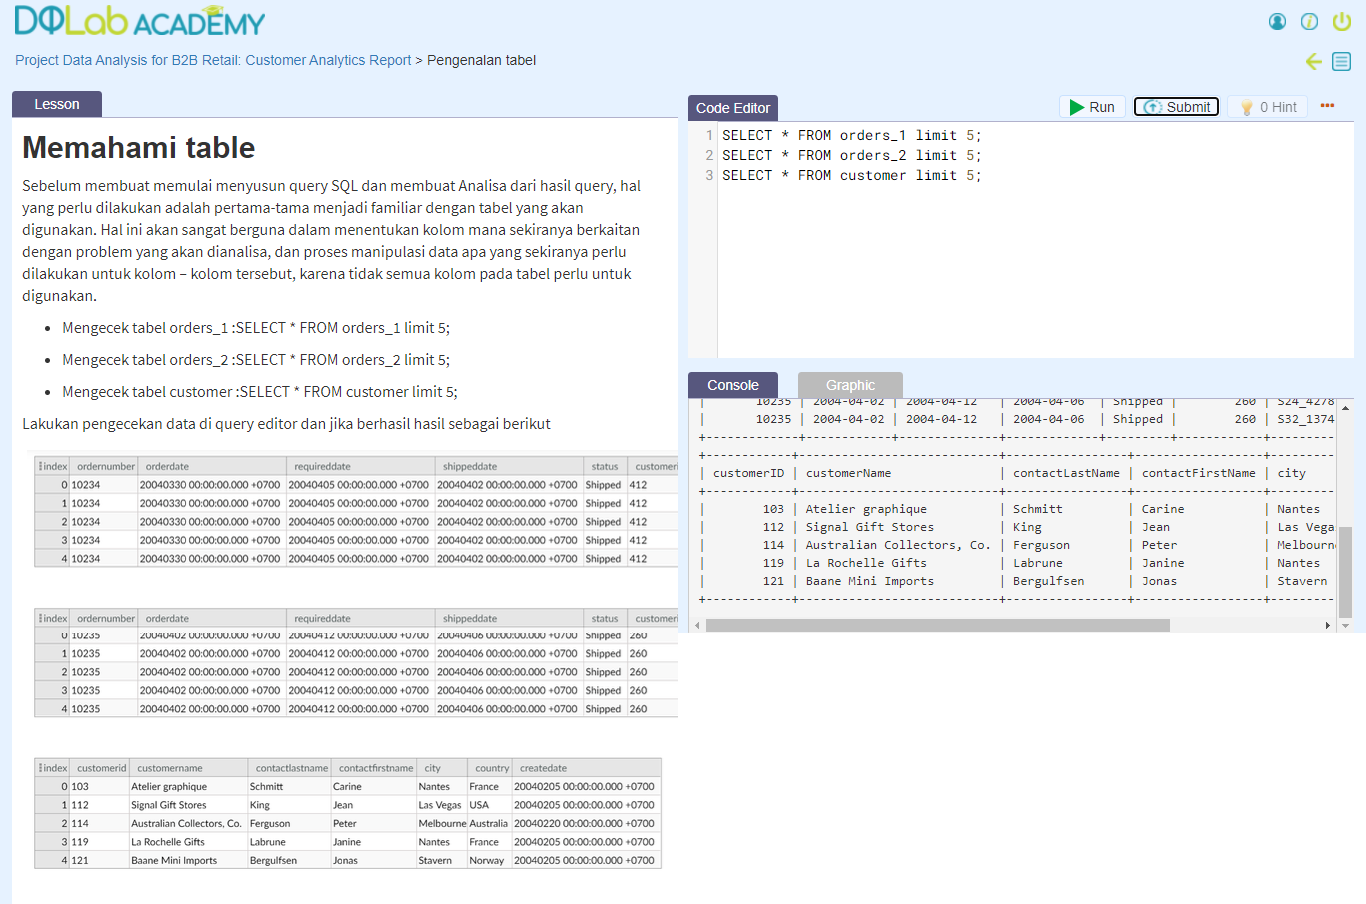 DQLab ACADEMY
Project Data Analysis for B2B Retail: Customer Analytics Report > Pengenalan tabel
Lesson
Memahami table
Sebelum membuat memulai menyusun query SQL dan membuat Analisa dari hasil query, hal
yang perlu dilakukan adalah pertama-tama menjadi familiar dengan tabel yang akan
digunakan. Hal ini akan sangat berguna dalam menentukan kolom mana sekiranya berkaitan
dengan problem yang akan dianalisa, dan proses manipulasi data apa yang sekiranya perlu
dilakukan untuk kolom – kolom tersebut, karena tidak semua kolom pada tabel perlu untuk
digunakan.
• Mengecek tabel orders_1 :SELECT * FROM orders_1 limit 5;
• Mengecek tabel orders_2 :SELECT * FROM orders_2 limit 5;
• Mengecek tabel customer :SELECT * FROM customer limit 5;
Lakukan pengecekan data di query editor dan jika berhasil hasil sebagai berikut
index ordernumber orderdate requireddate shippeddate status customer
0 10234 20040330 00:00:00.000 +0700 20040405 00:00:00.000 +0700 20040402 00:00:00.000 +0700 Shipped 412
1 10234 20040330 00:00:00.000 +0700 20040405 00:00:00.000 +0700 20040402 00:00:00.000 +0700 Shipped 412
2 10234 20040330 00:00:00.000 +0700 20040405 00:00:00.000 +0700 20040402 00:00:00.000 +0700 Shipped 412
3 10234 20040330 00:00:00.000 +0700 20040405 00:00:00.000 +0700 20040402 00:00:00.000 +0700 Shipped 412
4 10234 20040330 00:00:00.000 +0700 20040405 00:00:00.000 +0700 20040402 00:00:00.000 +0700 Shipped 412
index ordernumber orderdate requireddate shippeddate status customer
0 10235 20040402 00:00:00.000 +0700 20040412 00:00:00.000 +0700 20040406 00:00:00.000 +0700 Shipped 260
1 10235 20040402 00:00:00.000 +0700 20040412 00:00:00.000 +0700 20040406 00:00:00.000 +0700 Shipped 260
2 10235 20040402 00:00:00.000 +0700 20040412 00:00:00.000 +0700 20040406 00:00:00.000 +0700 Shipped 260
3 10235 20040402 00:00:00.000 +0700 20040412 00:00:00.000 +0700 20040406 00:00:00.000 +0700 Shipped 260
4 10235 20040402 00:00:00.000 +0700 20040412 00:00:00.000 +0700 20040406 00:00:00.000 +0700 Shipped 260
index customerid customername contactlastname contactfirstname city country createdate
0 103 Atelier graphique Schmitt Carine Nantes France 20040205 00:00:00.000 +0700
1 112 Signal Gift Stores King Jean Las Vegas USA 20040205 00:00:00.000 +0700
2 114 Australian Collectors, Co. Ferguson Peter Melbourne Australia 20040220 00:00:00.000 +0700
3 119 La Rochelle Gifts Labrune Janine Nantes France 20040205 00:00:00.000 +0700
4 121 Baane Mini Imports Bergulfsen Jonas Stavern Norway 20040205 00:00:00.000 +0700
Code Editor
Run Submit 0 Hint
1 SELECT * FROM orders_1 limit 5;
2 SELECT * FROM orders_2 limit 5;
3 SELECT * FROM customer limit 5;
Console Graphic
| 10235 | 2004-04-02 | 2004-04-12 | 2004-04-06 | Shipped | 260 | S24_4278
| 10235 | 2004-04-02 | 2004-04-12 | 2004-04-06 | Shipped | 260 | S32_1374
| customerID | customerName | contactLastName | contactFirstName | city
| 103 | Atelier graphique | Schmitt | Carine | Nantes
| 112 | Signal Gift Stores | King | Jean | Las Vega
| 114 | Australian Collectors, Co. | Ferguson | Peter | Melbourn
| 119 | La Rochelle Gifts | Labrune | Janine | Nantes
| 121 | Baane Mini Imports | Bergulfsen | Jonas | Stavern